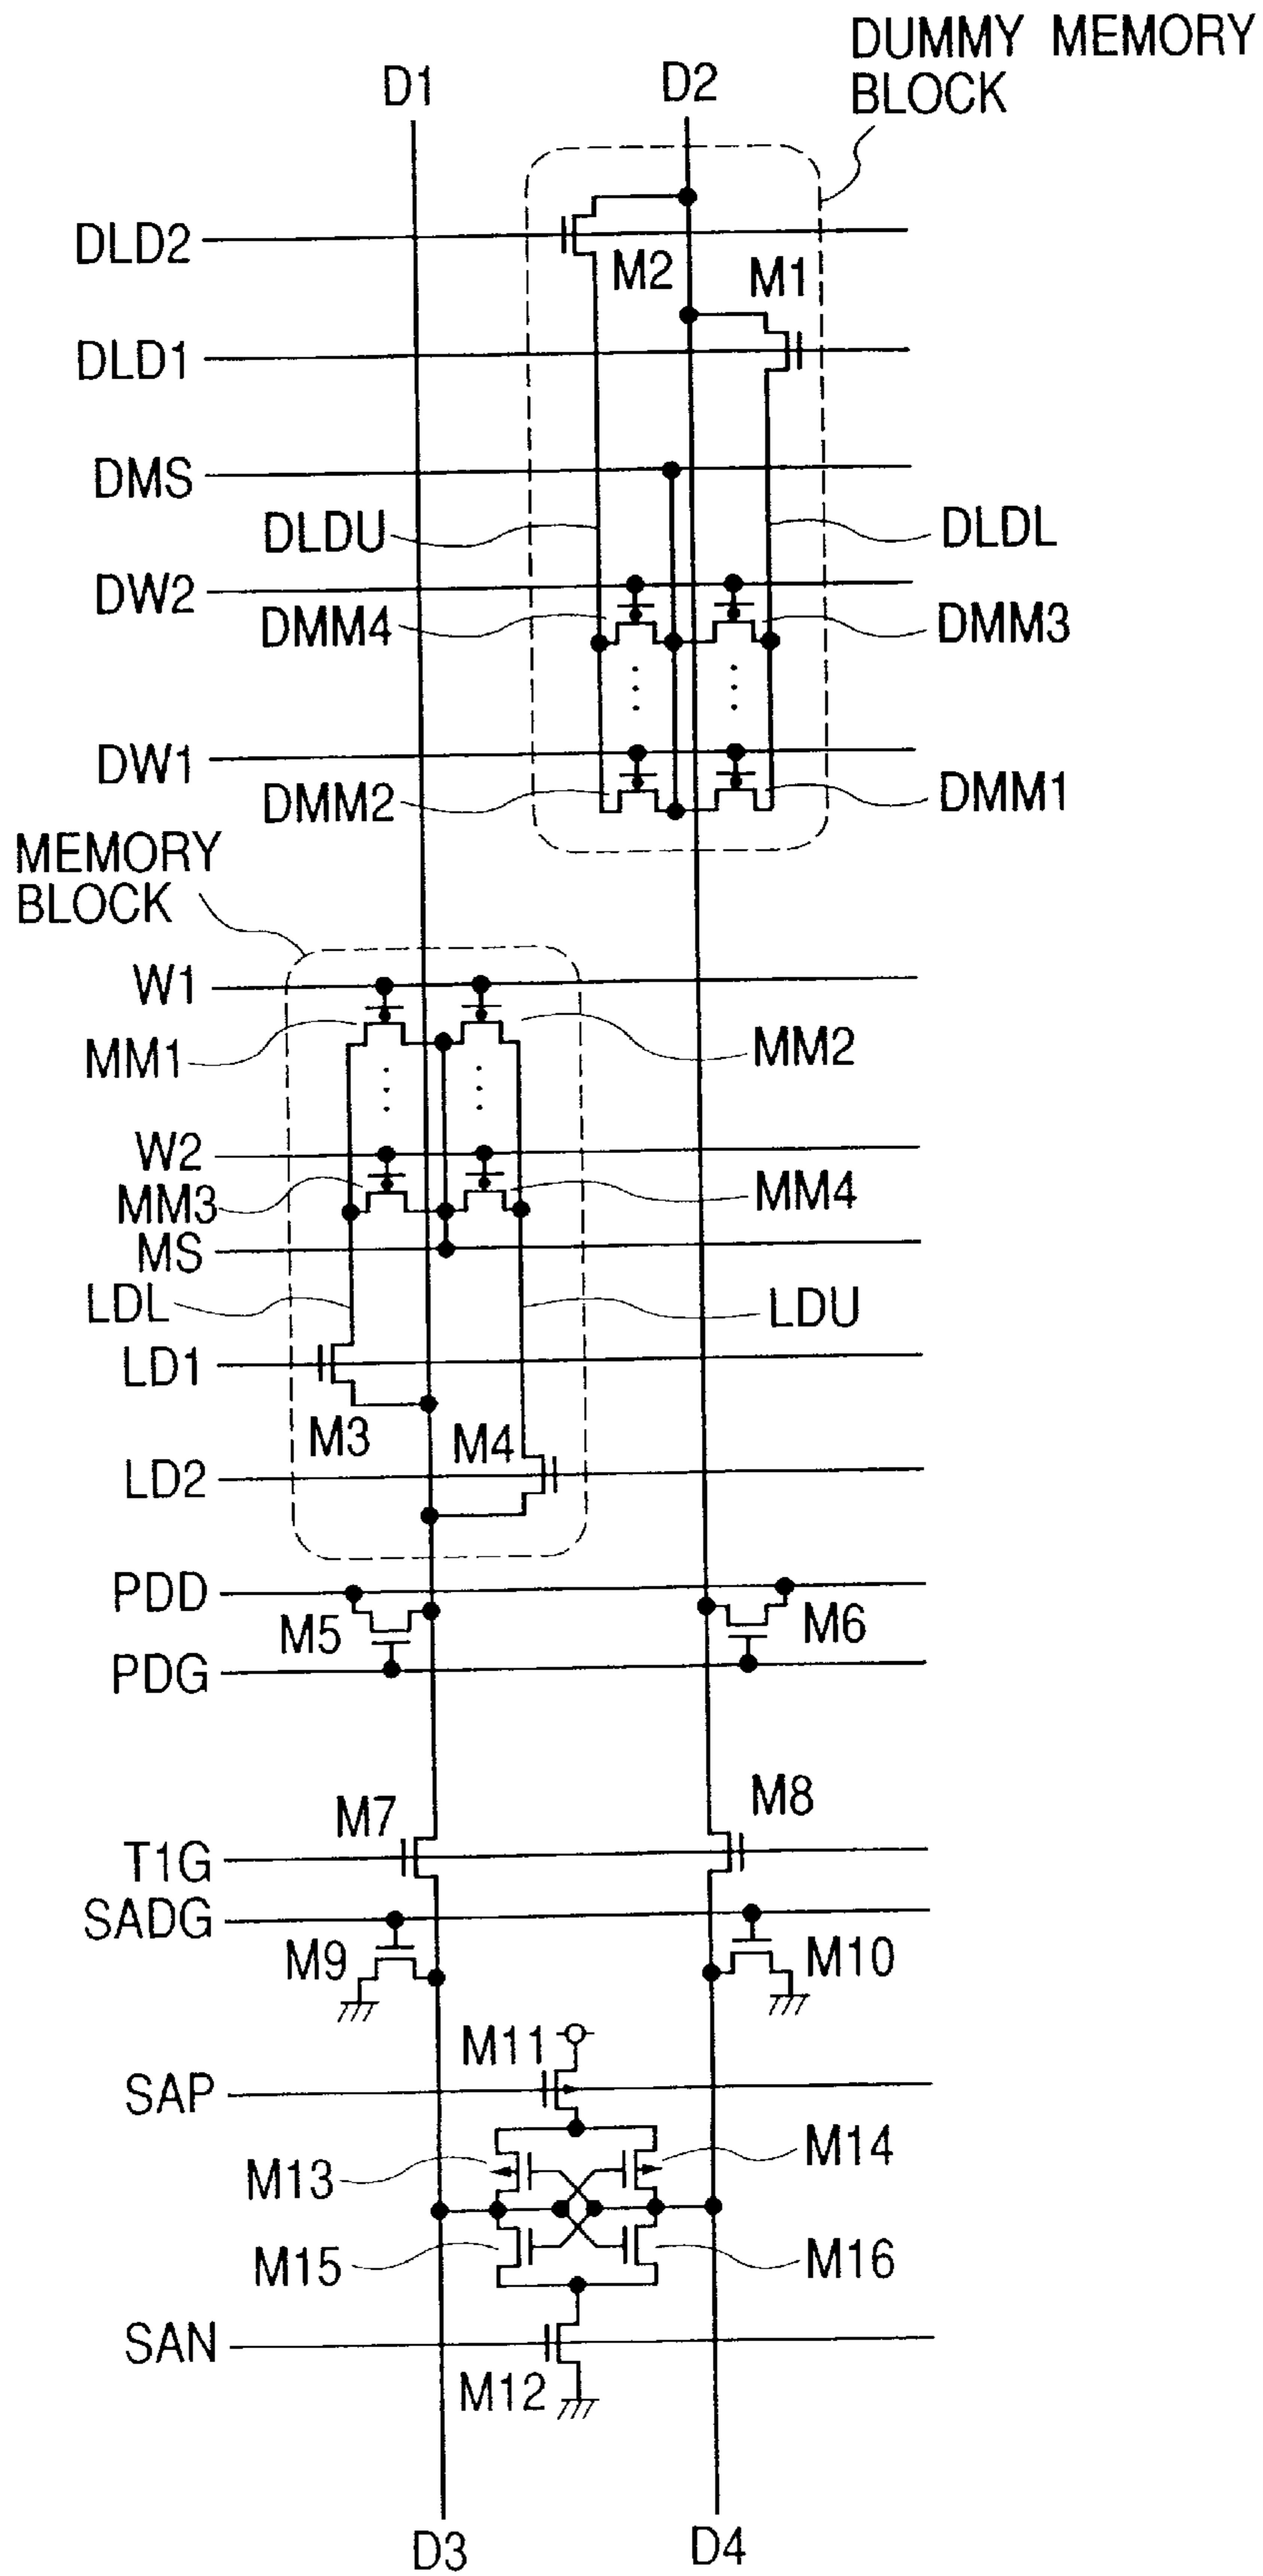 DUMMY MEMORY
BLOCK
D1
D2
DLD2
M2
M1
DLD1
DMS
DLDU
DLDL
DW2
DMM4
DMM3
DW1
DMM2
DMM1
MEMORY
BLOCK
W1
MM1
MM2
W2
MM3
MM4
MS
LDL
LDU
LD1
M3
M4
LD2
PDD
M5
M6
PDG
M7
M8
T1G
SADG
M9
M10
M11
SAP
M13
M14
M15
M16
SAN
M12
D3
D4